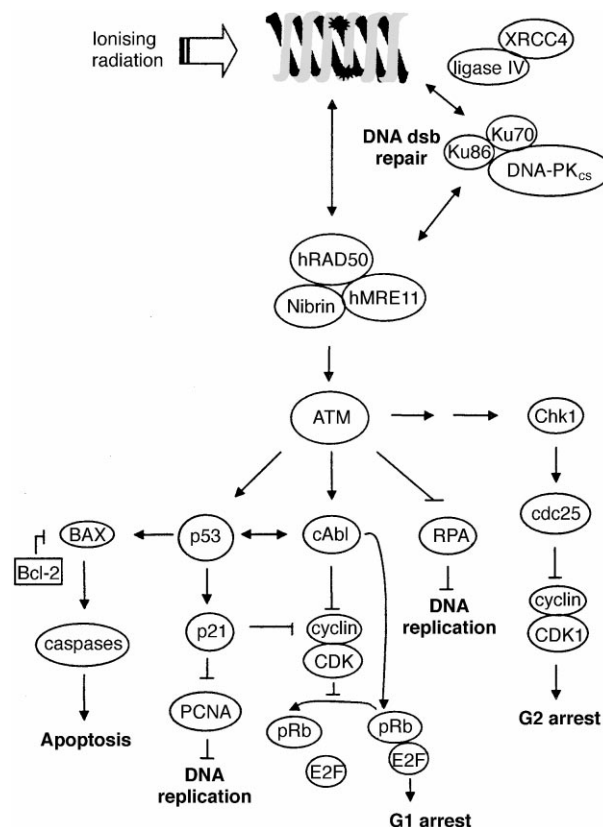 Ionising
radiation
XRCC4
ligase IV
DNA dsb
repair
Ku70
Ku86
DNA-PKcs
hRAD50
hMRE11
Nibrin
ATM
Chk1
BAX
p53
cAbl
RPA
cdc25
Bcl-2
DNA
replication
caspases
p21
cyclin
CDK
cyclin
CDK1
PCNA
pRb
pRb
G2 arrest
Apoptosis
E2F
E2F
DNA
replication
G1 arrest